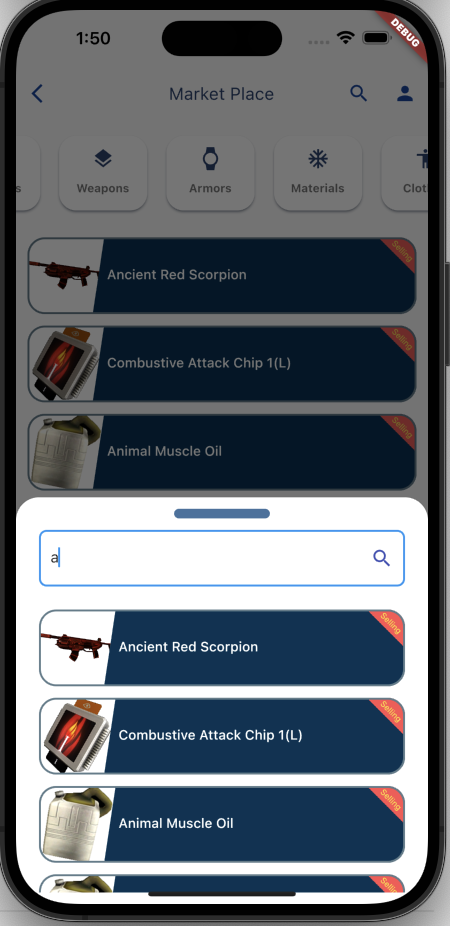 1:50
DEBUG
Market Place
s
Weapons
Armors
Materials
Cloth
Ancient Red Scorpion
Selling
Combustive Attack Chip 1(L)
Selling
Animal Muscle Oil
Selling
a
Ancient Red Scorpion
Selling
Combustive Attack Chip 1(L)
Selling
Animal Muscle Oil
Selling
Selling